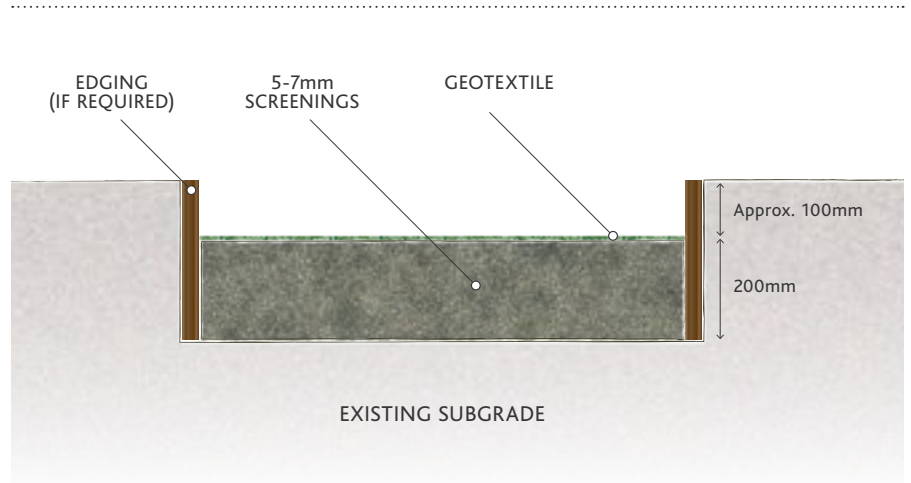 EDGING
(IF REQUIRED)
5-7mm
SCREENINGS
GEOTEXTILE
Approx. 100mm
200mm
EXISTING SUBGRADE